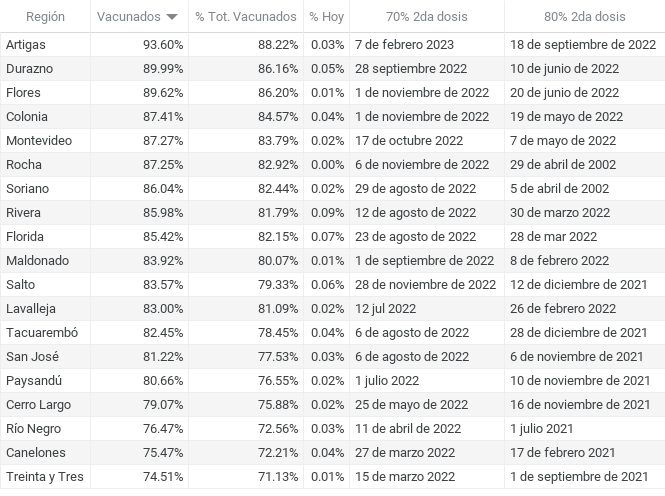 Región Vacunados % Tot. Vacunados % Hoy 70% 2da dosis 80% 2da dosis
Artigas 93.60% 88.22% 0.03% 7 de febrero 2023 18 de septiembre de 2022
Durazno 89.99% 86.16% 0.05% 28 septiembre 2022 10 de junio de 2022
Flores 89.62% 86.20% 0.01% 1 de noviembre de 2022 20 de junio de 2022
Colonia 87.41% 84.57% 0.04% 1 de noviembre de 2022 19 de mayo de 2022
Montevideo 87.27% 83.79% 0.02% 17 de octubre 2022 7 de mayo de 2022
Rocha 87.25% 82.92% 0.00% 6 de noviembre de 2022 29 de abril de 2002
Soriano 86.04% 82.44% 0.02% 29 de agosto de 2022 5 de abril de 2002
Rivera 85.98% 81.79% 0.09% 12 de agosto de 2022 30 de marzo 2022
Florida 85.42% 82.15% 0.07% 23 de agosto de 2022 28 de mar 2022
Maldonado 83.92% 80.07% 0.01% 1 de septiembre de 2022 8 de febrero 2022
Salto 83.57% 79.33% 0.06% 28 de noviembre de 2022 12 de diciembre de 2021
Lavalleja 83.00% 81.09% 0.02% 12 jul 2022 26 de febrero 2022
Tacuarembó 82.45% 78.45% 0.04% 6 de agosto de 2022 28 de diciembre de 2021
San José 81.22% 77.53% 0.03% 6 de agosto de 2022 6 de noviembre de 2021
Paysandú 80.66% 76.55% 0.02% 1 julio 2022 10 de noviembre de 2021
Cerro Largo 79.07% 75.88% 0.02% 25 de mayo de 2022 16 de noviembre de 2021
Río Negro 76.47% 72.56% 0.03% 11 de abril de 2022 1 julio 2021
Canelones 75.47% 72.21% 0.04% 27 de marzo 2022 17 de febrero 2021
Treinta y Tres 74.51% 71.13% 0.01% 15 de marzo 2022 1 de septiembre de 2021